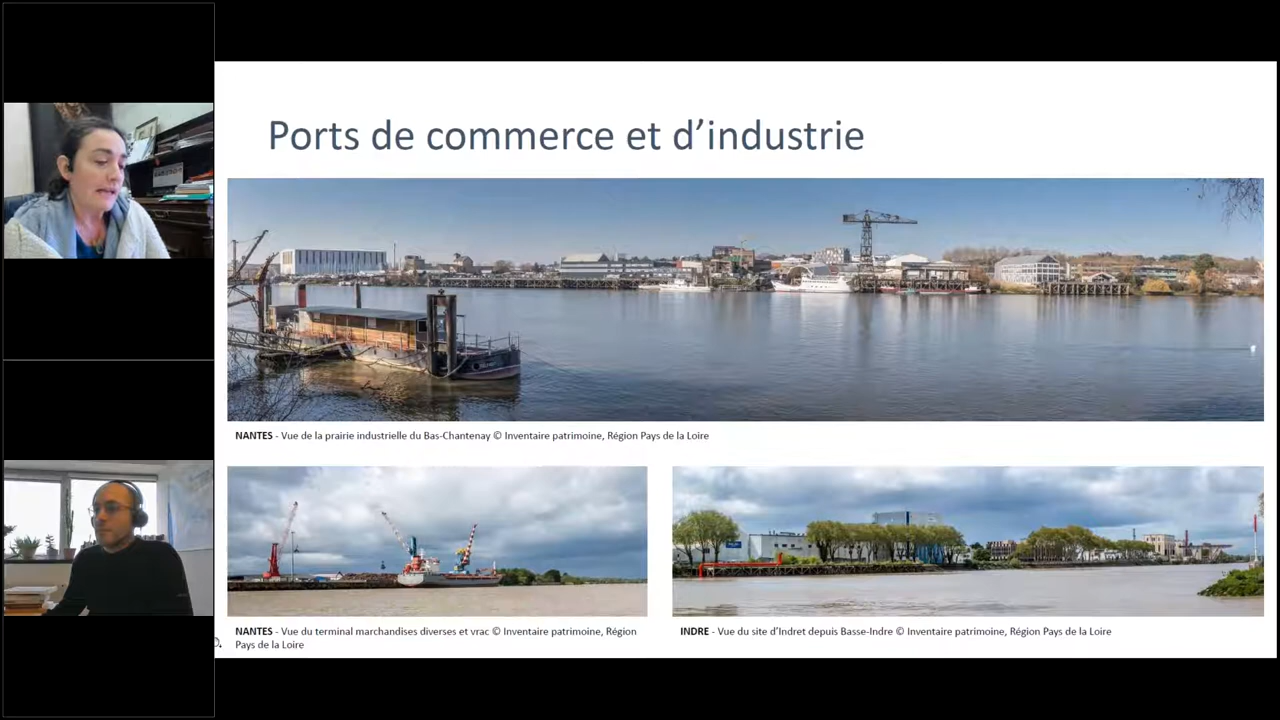 Ports de commerce et d’industrie
NANTES - Vue de la prairie industrielle du Bas-Chantenay © Inventaire patrimoine, Région Pays de la Loire
NANTES - Vue du terminal marchandises diverses et vrac © Inventaire patrimoine, Région
Pays de la Loire
INDRE - Vue du site d’Indret depuis Basse-Indre © Inventaire patrimoine, Région Pays de la Loire